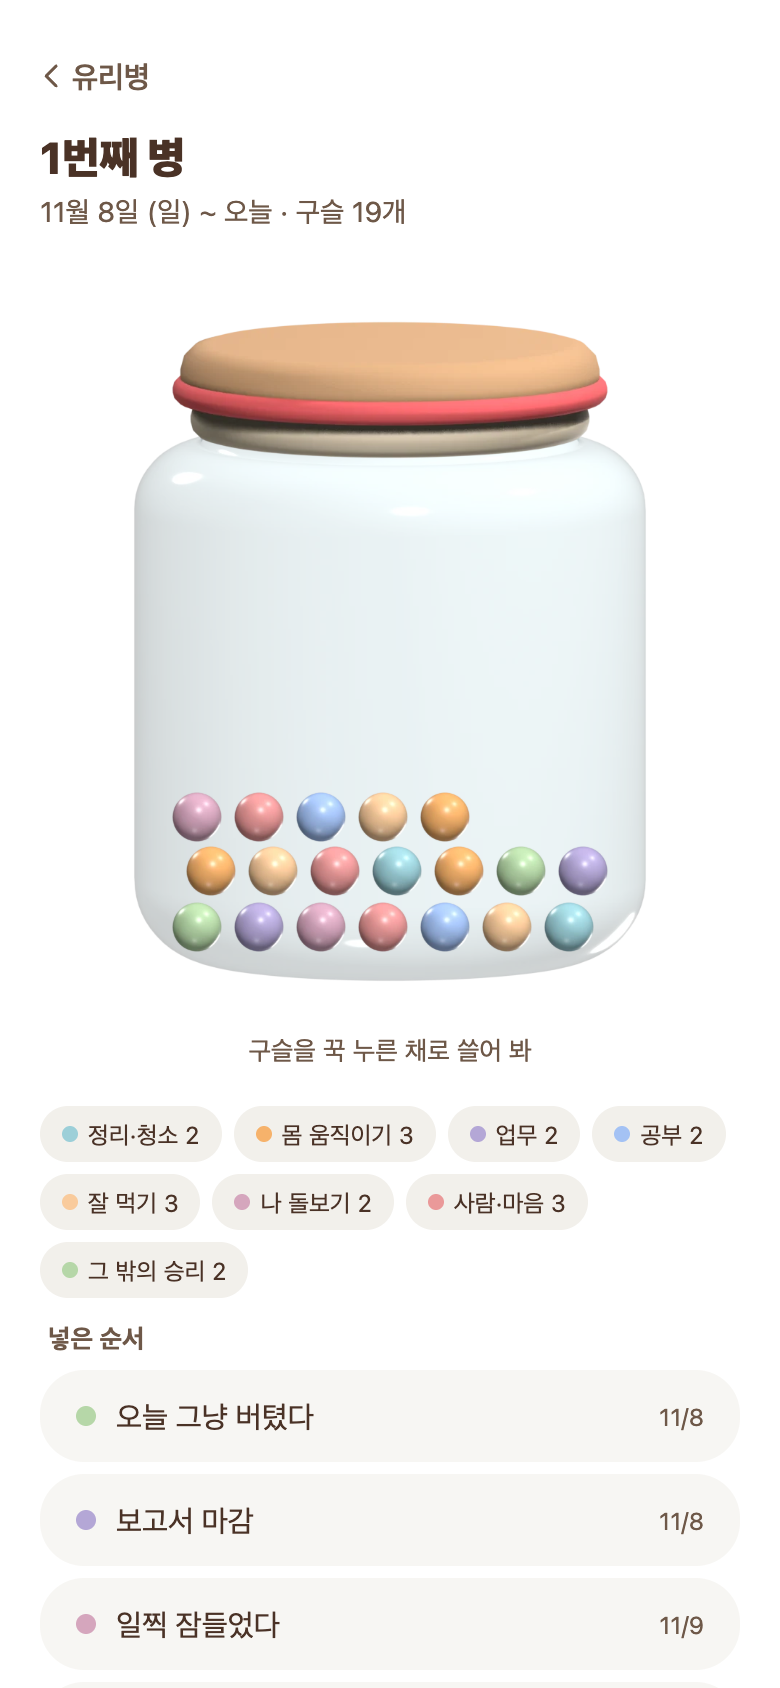 유리병
1번째 병
11월 8일 (일) ~ 오늘 · 구슬 19개
구슬을 꾹 누른 채로 쓸어 봐
정리·청소 2
몸 움직이기 3
업무 2
공부 2
잘 먹기 3
나 돌보기 2
사람·마음 3
그 밖의 승리 2
넣은 순서
오늘 그냥 버텼다 11/8
보고서 마감 11/8
일찍 잠들었다 11/9